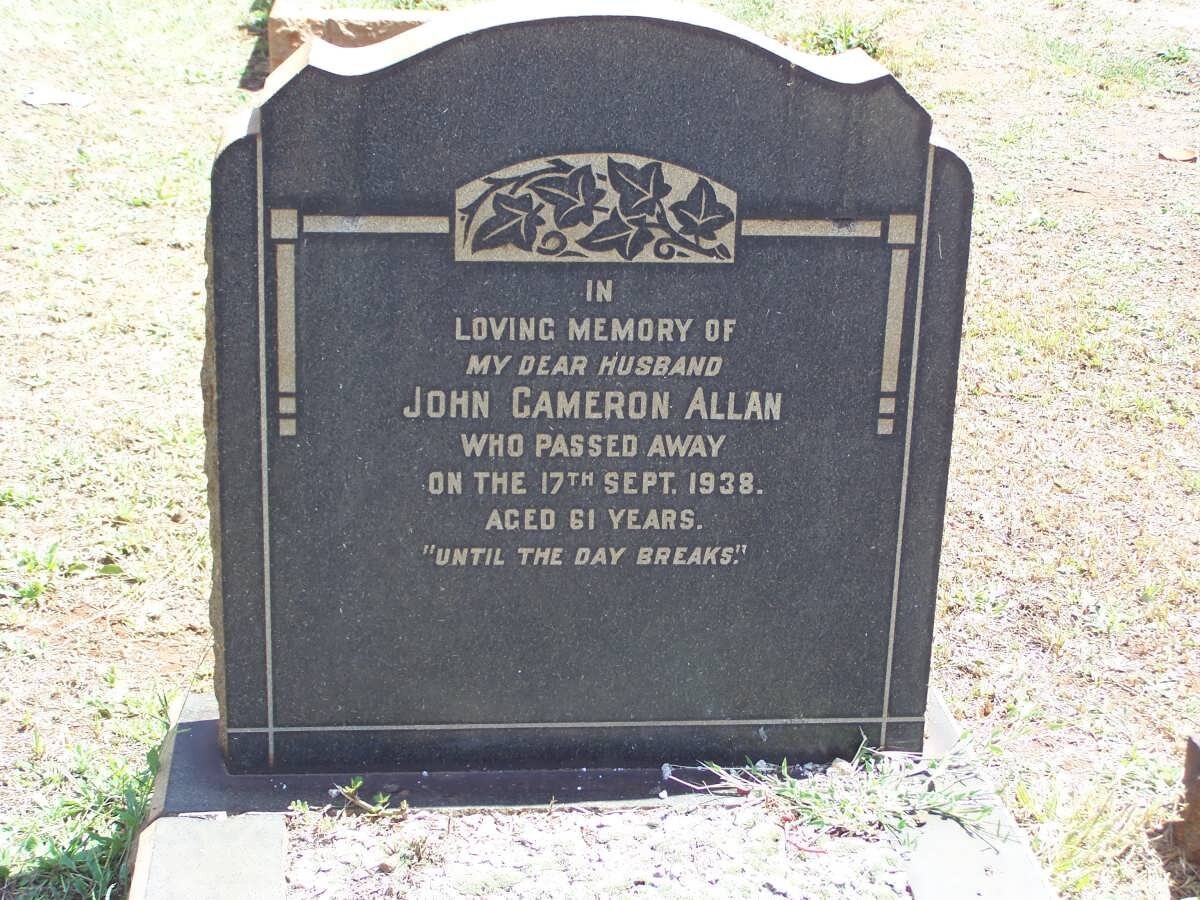 IN
LOVING MEMORY OF
MY DEAR HUSBAND
JOHN CAMERON ALLAN
WHO PASSED AWAY
ON THE 17TH SEPT. 1938.
AGED 61 YEARS.
"UNTIL THE DAY BREAKS."